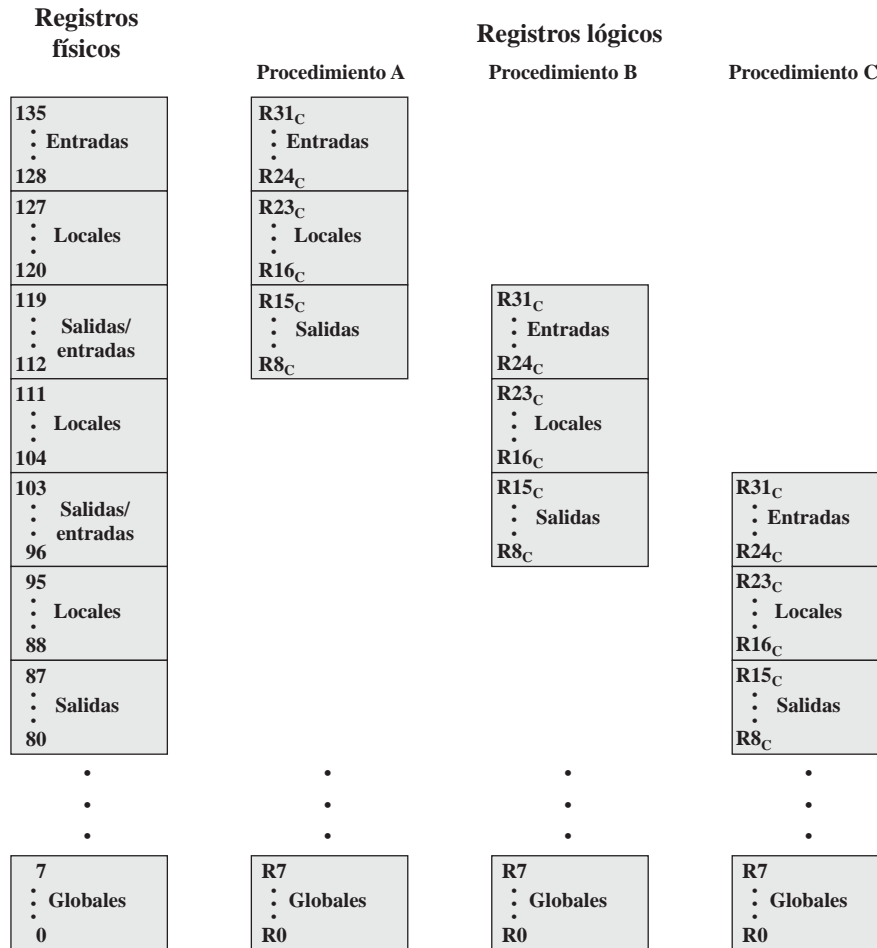 Registros
físicos
Registros lógicos
Procedimiento A
Procedimiento B
Procedimiento C
135
Entradas
128
127
Locales
120
119
Salidas/
entradas
112
111
Locales
104
103
Salidas/
entradas
96
95
Locales
88
87
Salidas
80
7
Globales
0
R31C
Entradas
R24C
R23C
Locales
R16C
R15C
Salidas
R8C
R7
Globales
R0
R31C
Entradas
R24C
R23C
Locales
R16C
R15C
Salidas
R8C
R7
Globales
R0
R31C
Entradas
R24C
R23C
Locales
R16C
R15C
Salidas
R8C
R7
Globales
R0